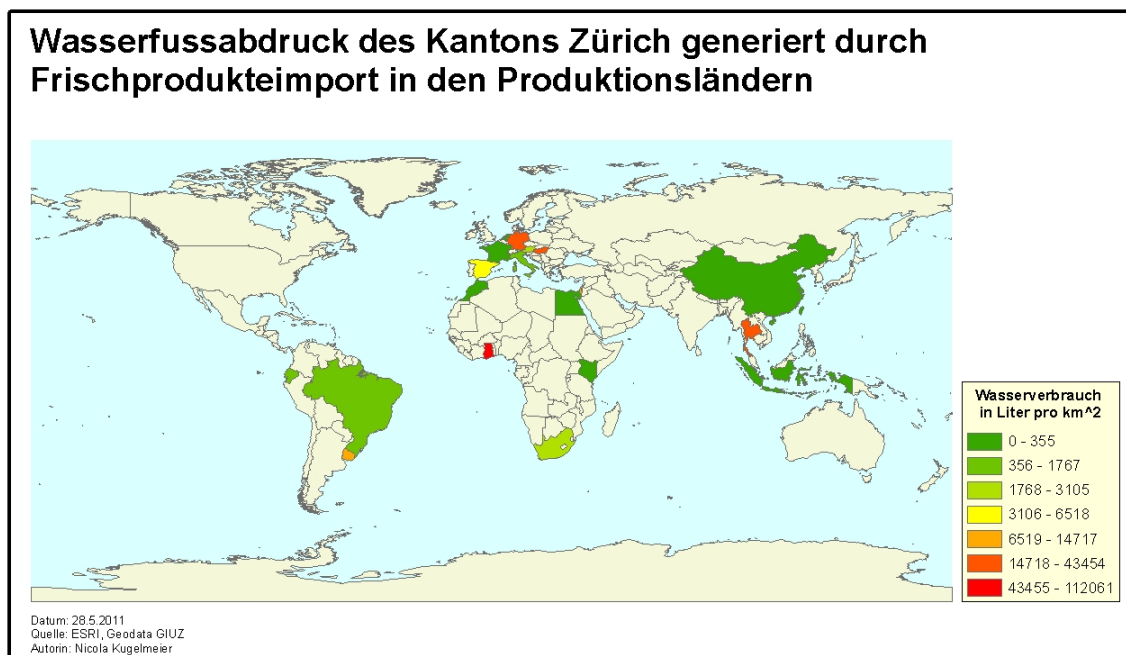 Wasserfussabdruck des Kantons Zürich generiert durch
Frischprodukteimport in den Produktionsländern
Wasserverbrauch
in Liter pro km^2
0 - 355
356 - 1767
1768 - 3105
3106 - 6518
6519 - 14717
14718 - 43454
43455 - 112061
Datum: 28.5.2011
Quelle: ESRI, Geodata GIUZ
Autorin: Nicola Kugelmeier